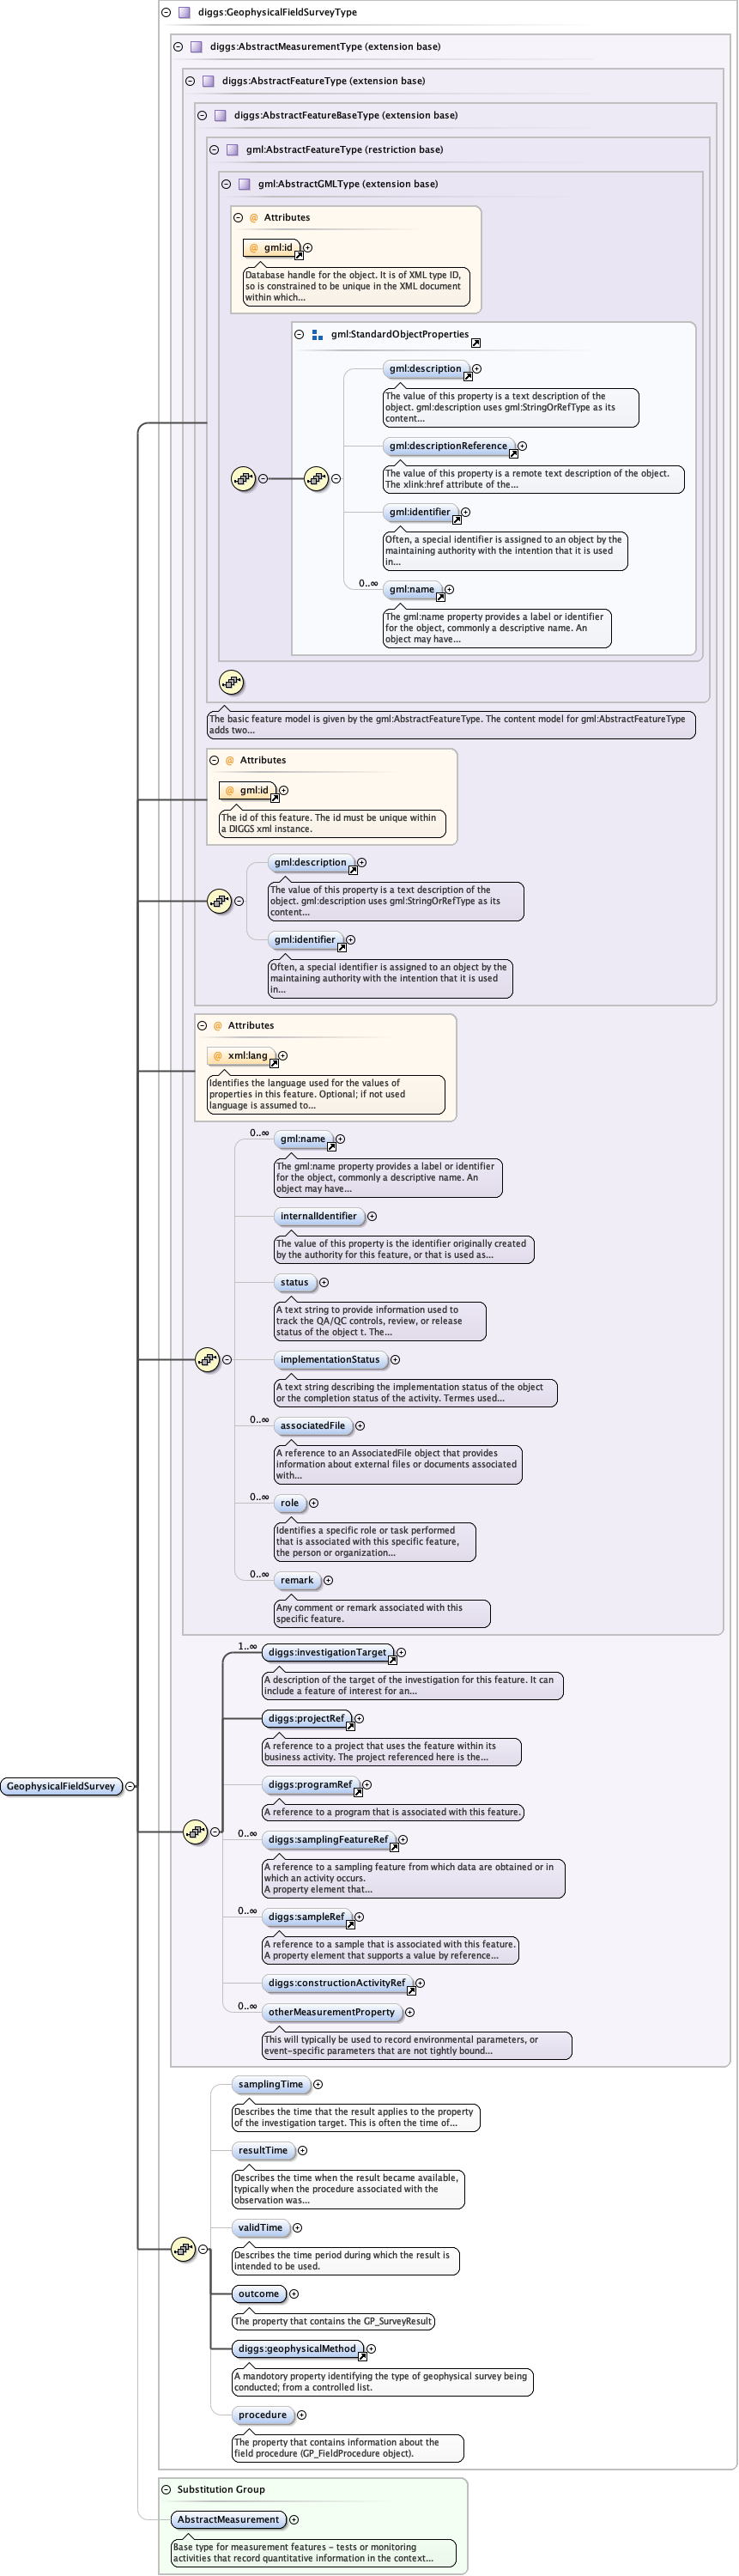 diggs:GeophysicalFieldSurveyType
diggs:AbstractMeasurementType (extension base)
diggs:AbstractFeatureType (extension base)
diggs:AbstractFeatureBaseType (extension base)
gml:AbstractFeatureType (restriction base)
gml:AbstractGMLType (extension base)
@ Attributes
@ gml:id
Database handle for the object. It is of XML type ID,
so is constrained to be unique in the XML document
within which...
gml:StandardObjectProperties
gml:description
The value of this property is a text description of the
object. gml:description uses gml:StringOrRefType as its
content...
gml:descriptionReference
The value of this property is a remote text description of the object.
The xlink:href attribute of the...
gml:identifier
Often, a special identifier is assigned to an object by the
maintaining authority with the intention that it is used
in...
0..∞
gml:name
The gml:name property provides a label or identifier
for the object, commonly a descriptive name. An
object may have...
The basic feature model is given by the gml:AbstractFeatureType. The content model for gml:AbstractFeatureType
adds two...
@ Attributes
@ gml:id
The id of this feature. The id must be unique within
a DIGGS xml instance.
gml:description
The value of this property is a text description of the
object. gml:description uses gml:StringOrRefType as its
content...
gml:identifier
Often, a special identifier is assigned to an object by the
maintaining authority with the intention that it is used
in...
@ Attributes
@ xml:lang
Identifies the language used for the values of
properties in this feature. Optional; if not used
language is assumed to...
0..∞
gml:name
The gml:name property provides a label or identifier
for the object, commonly a descriptive name. An
object may have...
internalIdentifier
The value of this property is the identifier originally created
by the authority for this feature, or that is used as...
status
A text string to provide information used to
track the QA/QC controls, review, or release
status of the object t. The...
implementationStatus
A text string describing the implementation status of the object
or the completion status of the activity. Termes used...
0..∞
associatedFile
A reference to an AssociatedFile object that provides
information about external files or documents associated
with...
0..∞
role
Identifies a specific role or task performed
that is associated with this specific feature,
the person or organization...
0..∞
remark
Any comment or remark associated with this
specific feature.
1..∞
diggs:investigationTarget
A description of the target of the investigation for this feature. It can
include a feature of interest for an...
diggs:projectRef
A reference to a project that uses the feature within its
business activity. The project referenced here is the...
GeophysicalFieldSurvey
diggs:programRef
A reference to a program that is associated with this feature.
0..∞
diggs:samplingFeatureRef
A reference to a sampling feature from which data are obtained or in
which an activity occurs.
A property element that...
0..∞
diggs:sampleRef
A reference to a sample that is associated with this feature.
A property element that supports a value by reference...
diggs:constructionActivityRef
0..∞
otherMeasurementProperty
This will typically be used to record environmental parameters, or
event-specific parameters that are not tightly bound...
samplingTime
Describes the time that the result applies to the property
of the investigation target. This is often the time of...
resultTime
Describes the time when the result became available,
typically when the procedure associated with the
observation was...
validTime
Describes the time period during which the result is
intended to be used.
outcome
The property that contains the GP_SurveyResult
diggs:geophysicalMethod
A mandotory property identifying the type of geophysical survey being
conducted; from a controlled list.
procedure
The property that contains information about the
field procedure (GP_FieldProcedure object).
Substitution Group
AbstractMeasurement
Base type for measurement features - tests or monitoring
activities that record quantitative information in the context...